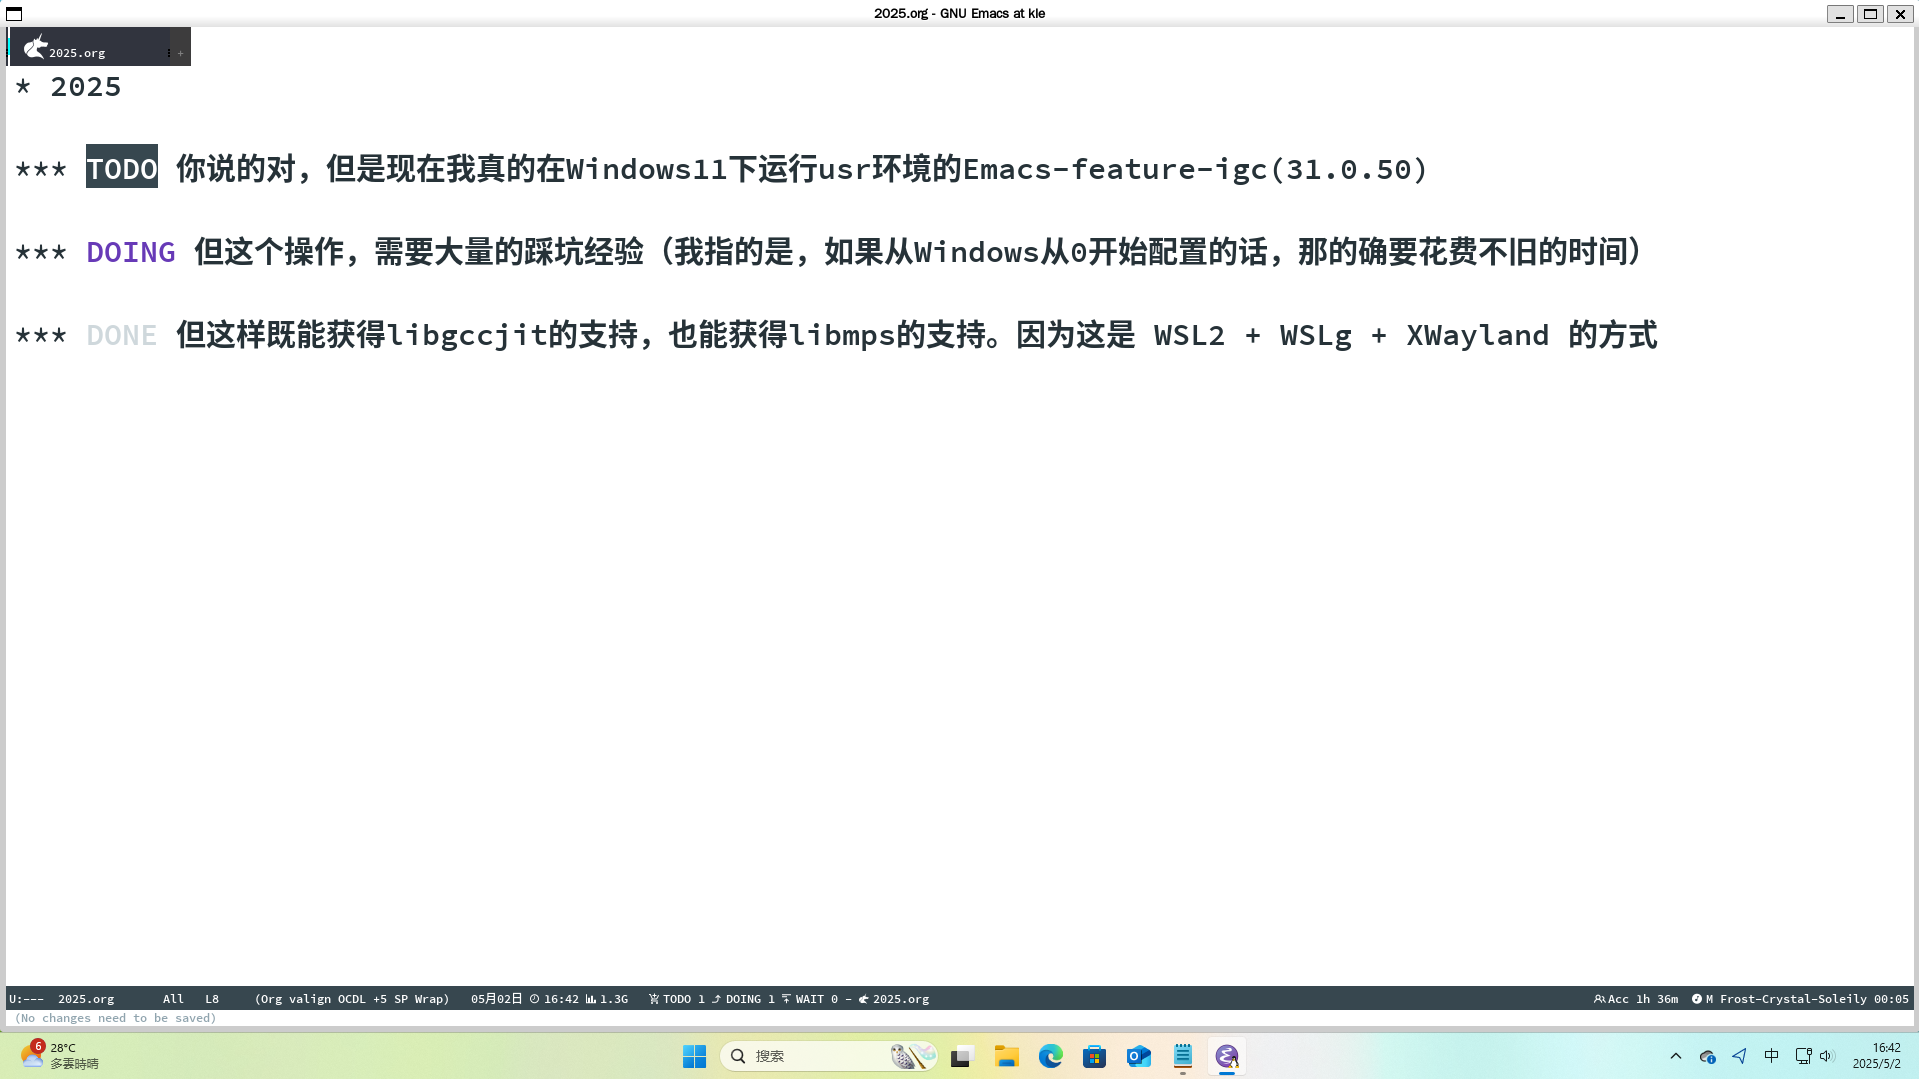 2025.org - GNU Emacs at kle
2025.org +
* 2025
*** TODO 你说的对，但是现在我真的在Windows11下运行usr环境的Emacs-feature-igc(31.0.50)
*** DOING 但这个操作，需要大量的踩坑经验（我指的是，如果从Windows从0开始配置的话，那的确要花费不旧的时间）
*** DONE 但这样既能获得libgccjit的支持，也能获得libmps的支持。因为这是 WSL2 + WSLg + XWayland 的方式
U:--- 2025.org All L8 (Org valign OCDL +5 SP Wrap) 05月02日 16:42 1.3G TODO 1 DOING 1 WAIT 0 - 2025.org Acc 1h 36m M Frost-Crystal-Soleily 00:05
(No changes need to be saved)
6 28°C
多雲時晴
搜索
中
16:42
2025/5/2